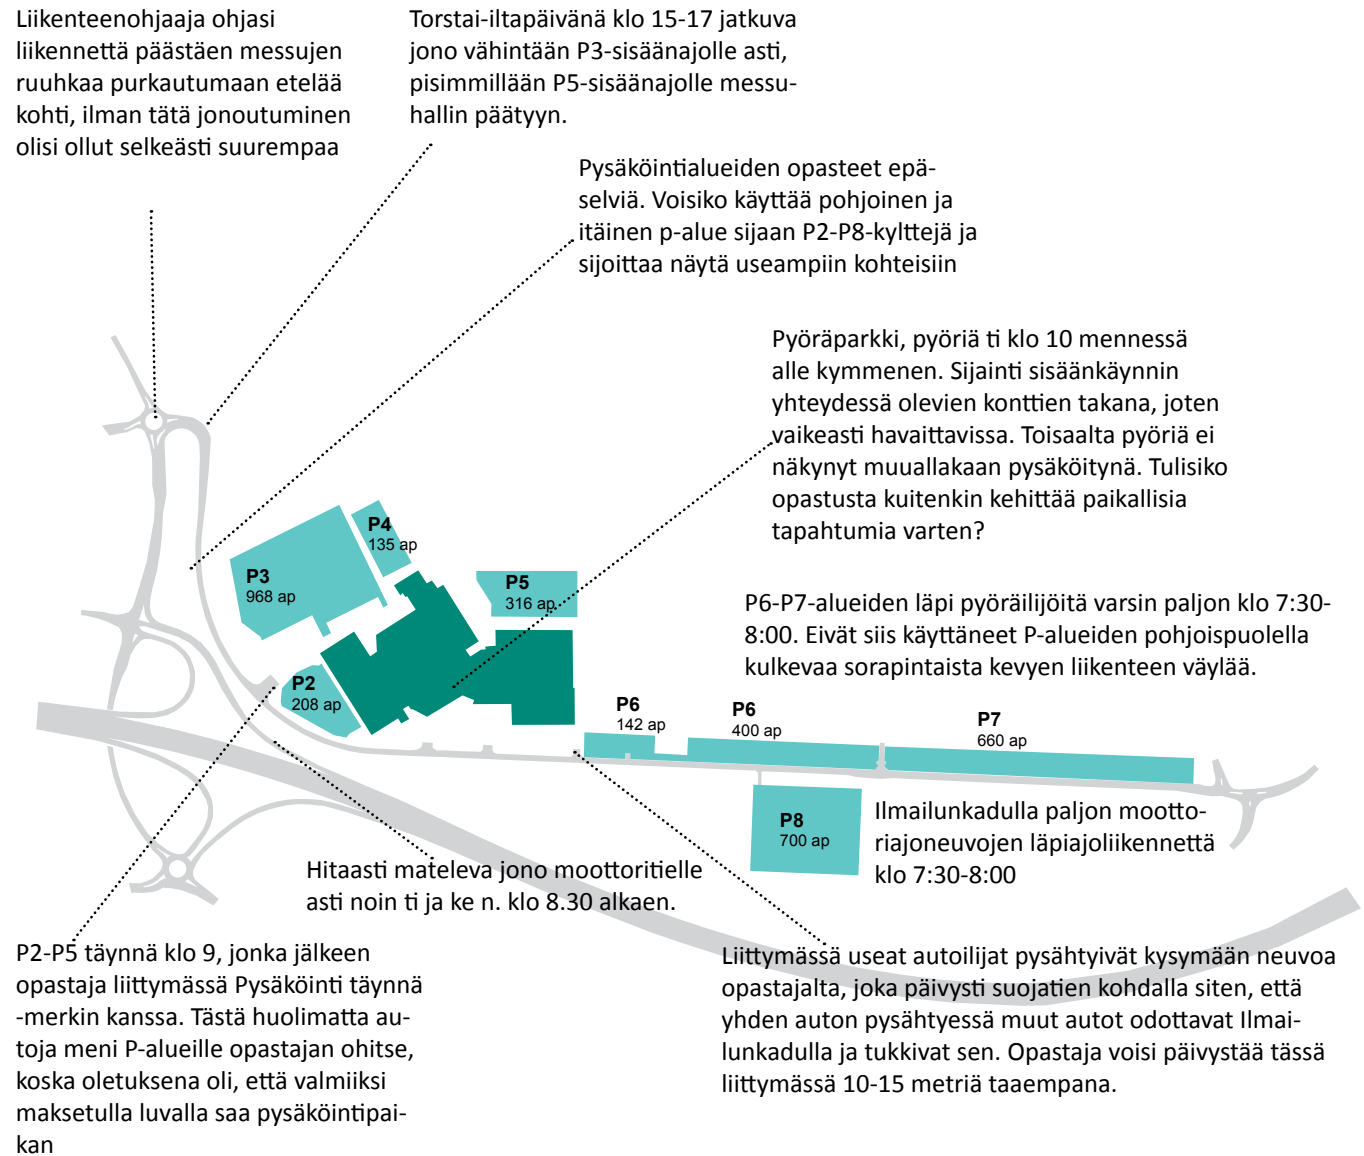 Liikenteenohjaaja ohjasi
liikennettä päästäen messujen
ruuhkaa purkautumaan etelää
kohti, ilman tätä jonoutuminen
olisi ollut selkeästi suurempaa
Torstai-iltapäivänä klo 15-17 jatkuva
jono vähintään P3-sisäänajolle asti,
pisimmillään P5-sisäänajolle messu-
hallin päätyyn.
Pysäköintialueiden opasteet epä-
selviä. Voisiko käyttää pohjoinen ja
itäinen p-alue sijaan P2-P8-kylttejä ja
sijoittaa näytä useampiin kohteisiin
Pyöräparkki, pyöriä ti klo 10 mennessä
alle kymmenen. Sijainti sisäänkäynnin
yhteydessä olevien konttien takana, joten
vaikeasti havaittavissa. Toisaalta pyöriä ei
näkynyt muuallakaan pysäköitynä. Tulisiko
opastusta kuitenkin kehittää paikallisia
tapahtumia varten?
P4
135 ap
P3
968 ap
P5
316 ap
P6-P7-alueiden läpi pyöräilijöitä varsin paljon klo 7:30-
8:00. Eivät siis käyttäneet P-alueiden pohjoispuolella
kulkevaa sorapintaista kevyen liikenteen väylää.
P2
208 ap
P6
142 ap
P6
400 ap
P7
660 ap
P8
700 ap
Ilmailunkadulla paljon mootto-
riajoneuvojen läpiajoliikennettä
klo 7:30-8:00
Hitaasti mateleva jono moottoritielle
asti noin ti ja ke n. klo 8.30 alkaen.
P2-P5 täynnä klo 9, jonka jälkeen
opastaja liittymässä Pysäköinti täynnä
-merkin kanssa. Tästä huolimatta au-
toja meni P-alueille opastajan ohitse,
koska oletuksena oli, että valmiiksi
maksetulla luvalla saa pysäköintipai-
kan
Liittymässä useat autoilijat pysähtyivät kysymään neuvoa
opastajalta, joka päivysti suojatien kohdalla siten, että
yhden auton pysähtyessä muut autot odottavat Ilmai-
lunkadulla ja tukkivat sen. Opastaja voisi päivystää tässä
liittymässä 10-15 metriä taaempana.